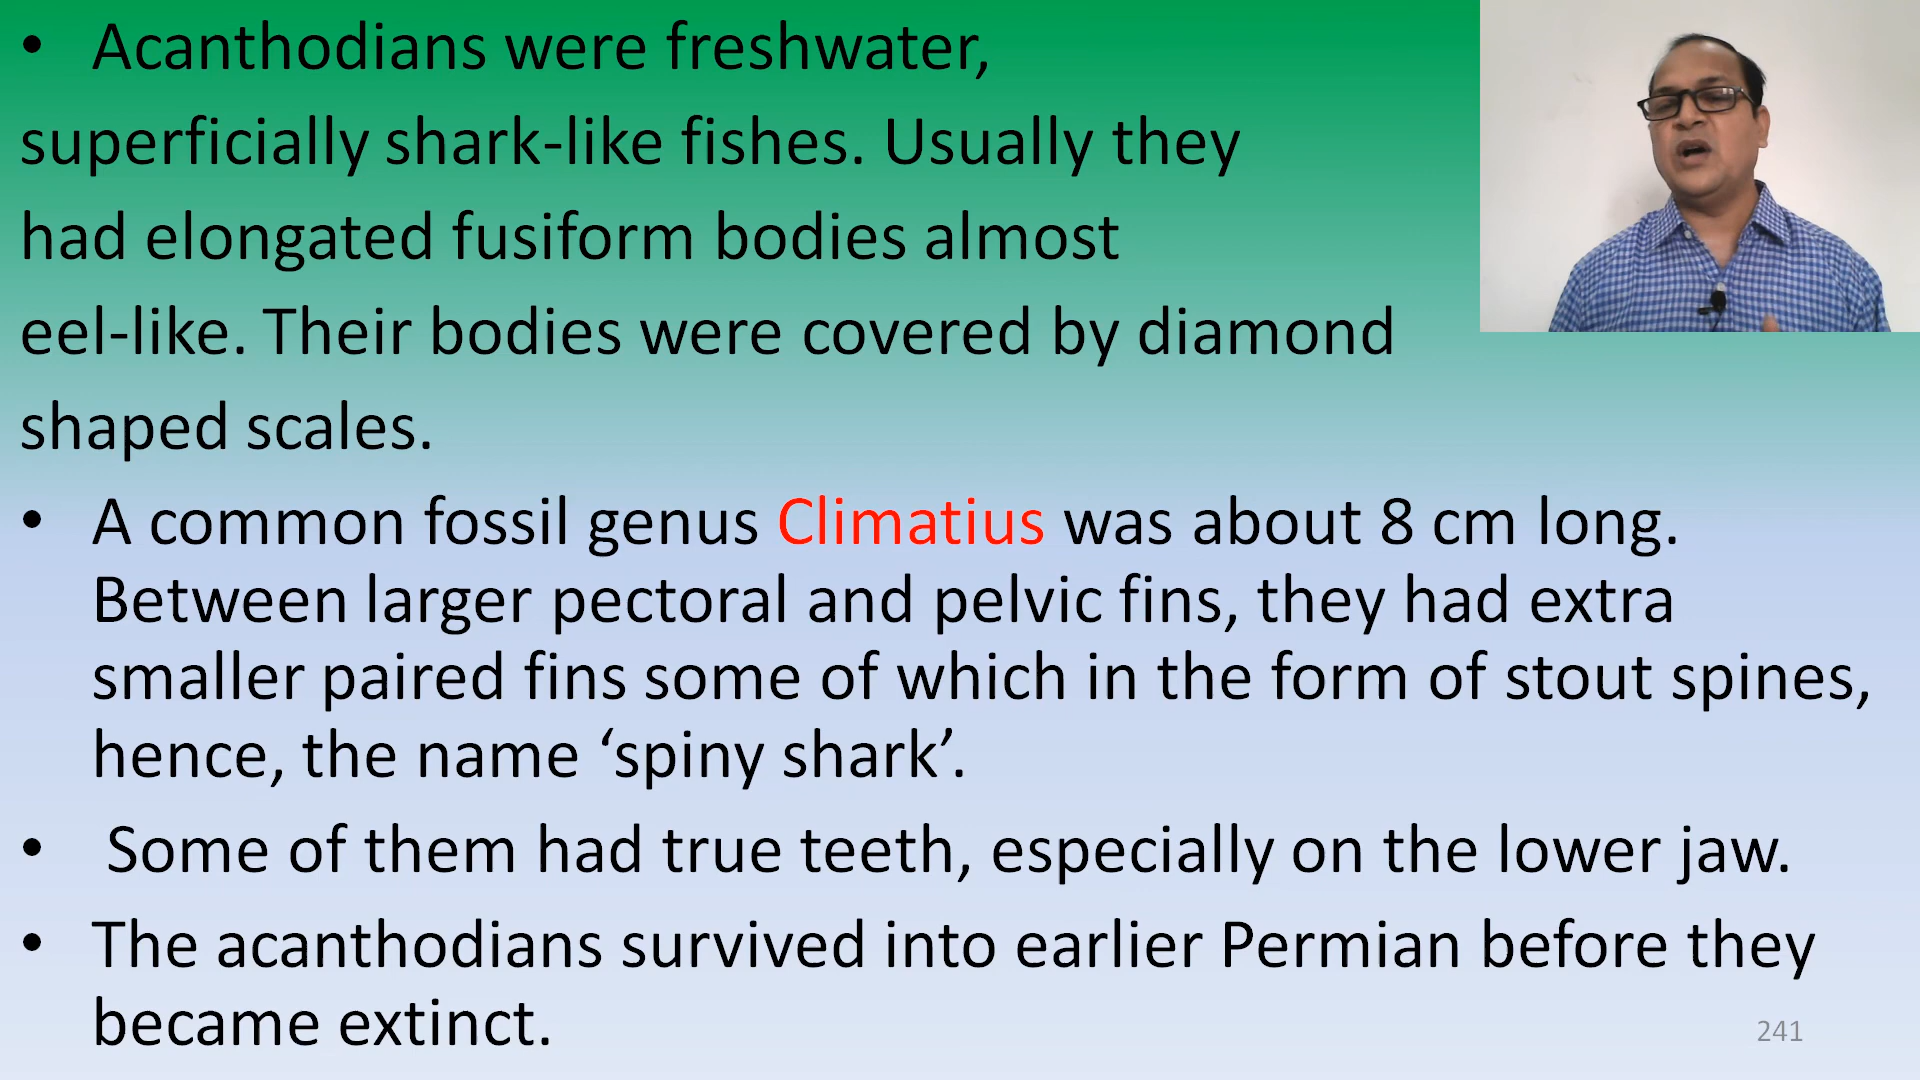 • Acanthodians were freshwater,
superficially shark-like fishes. Usually they
had elongated fusiform bodies almost
eel-like. Their bodies were covered by diamond
shaped scales.
• A common fossil genus Climatius was about 8 cm long.
Between larger pectoral and pelvic fins, they had extra
smaller paired fins some of which in the form of stout spines,
hence, the name ‘spiny shark’.
• Some of them had true teeth, especially on the lower jaw.
• The acanthodians survived into earlier Permian before they
became extinct.
241